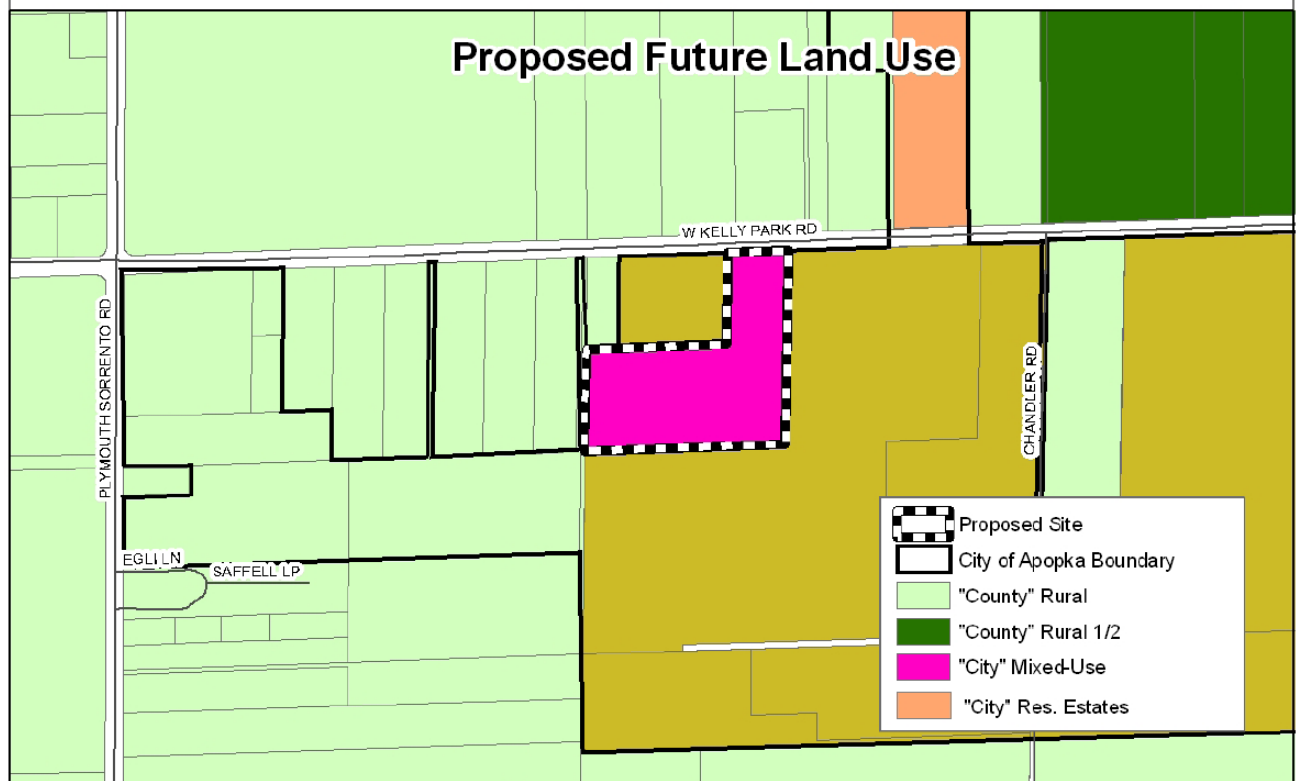 Proposed Future Land Use
W KELLY PARK RD
PLYMOUTH SORRENTO RD
CHANDLER RD
EGLI LN
SAFFELL LP
Proposed Site
City of Apopka Boundary
"County" Rural
"County" Rural 1/2
"City" Mixed-Use
"City" Res. Estates